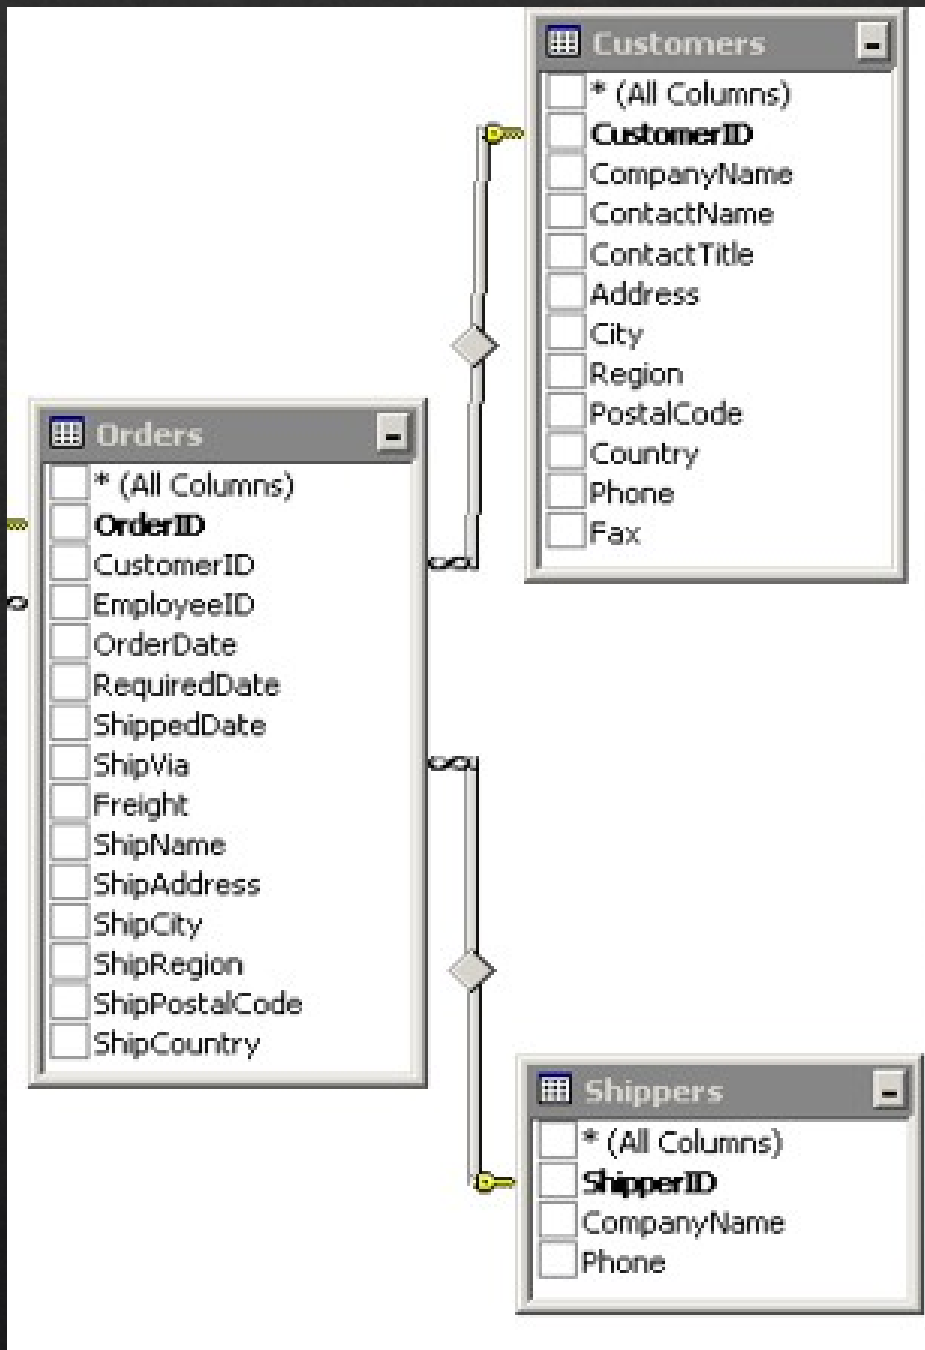 Customers
* (All Columns)
CustomerID
CompanyName
ContactName
ContactTitle
Address
City
Region
PostalCode
Country
Phone
Fax
Orders
* (All Columns)
OrderID
CustomerID
EmployeeID
OrderDate
RequiredDate
ShippedDate
ShipVia
Freight
ShipName
ShipAddress
ShipCity
ShipRegion
ShipPostalCode
ShipCountry
Shippers
* (All Columns)
ShipperID
CompanyName
Phone